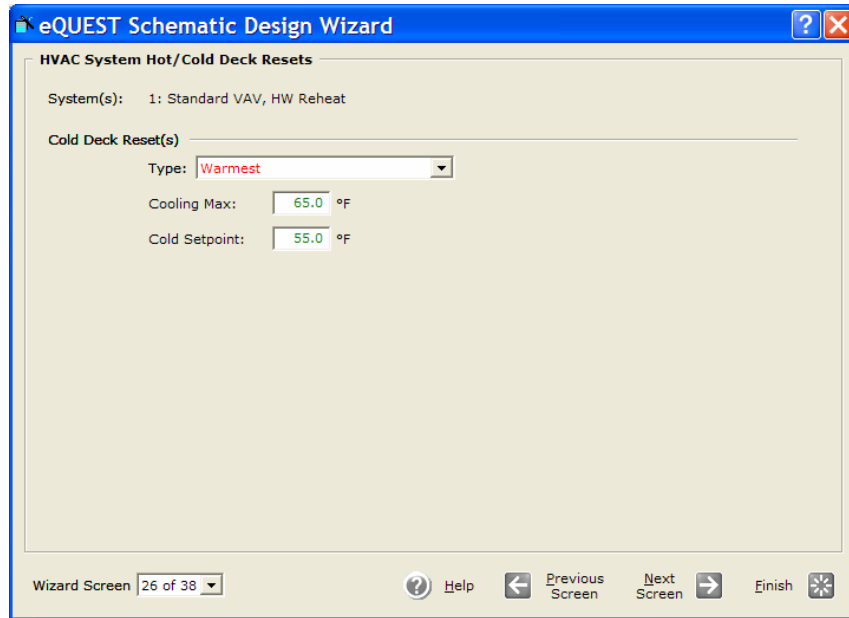 eQUEST Schematic Design Wizard
HVAC System Hot/Cold Deck Resets
System(s): 1: Standard VAV, HW Reheat
Cold Deck Reset(s)
Type: Warmest
Cooling Max: 65.0 °F
Cold Setpoint: 55.0 °F
Wizard Screen 26 of 38 ? Help Previous Screen Next Screen Finish